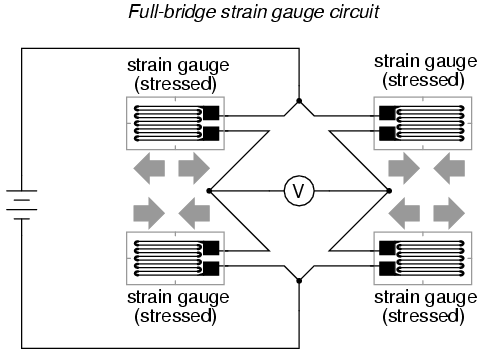 Full-bridge strain gauge circuit
strain gauge
(stressed)
strain gauge
(stressed)
V
strain gauge
(stressed)
strain gauge
(stressed)